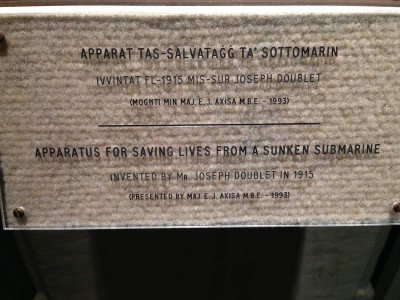 APPARAT TAS-SALVATAĠĠ TA' SOTTOMARIN
IVVINTAT FL-1915 MIS-SUR JOSEPH DOUBLET
(MOGĦTI MIN MAJ. E. J. AXISA M.B.E. - 1993)
APPARATUS FOR SAVING LIVES FROM A SUNKEN SUBMARINE
INVENTED BY MR. JOSEPH DOUBLET IN 1915
(PRESENTED BY MAJ. E. J. AXISA M.B.E. - 1993)